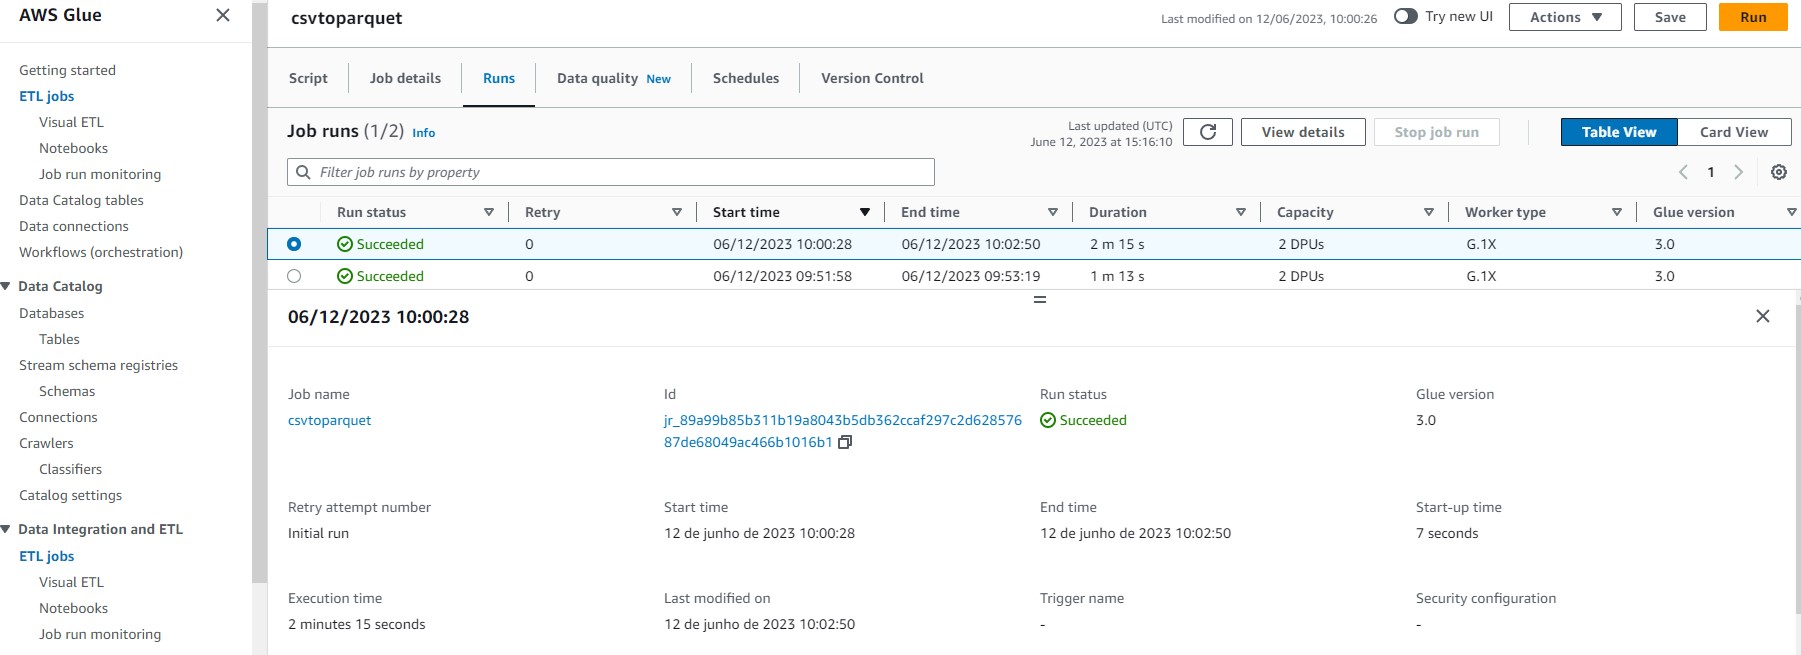 AWS Glue
Getting started
ETL jobs
Visual ETL
Notebooks
Job run monitoring
Data Catalog tables
Data connections
Workflows (orchestration)
Data Catalog
Databases
Tables
Stream schema registries
Schemas
Connections
Crawlers
Classifiers
Catalog settings
Data Integration and ETL
ETL jobs
Visual ETL
Notebooks
Job run monitoring
csvtoparquet
Last modified on 12/06/2023, 10:00:26 Try new UI Actions Save Run
Script Job details Runs Data quality New Schedules Version Control
Job runs (1/2) Info
Last updated (UTC)
June 12, 2023 at 15:16:10
View details Stop job run Table View Card View
Filter job runs by property
1
Run status Retry Start time End time Duration Capacity Worker type Glue version
Succeeded 0 06/12/2023 10:00:28 06/12/2023 10:02:50 2 m 15 s 2 DPUs G.1X 3.0
Succeeded 0 06/12/2023 09:51:58 06/12/2023 09:53:19 1 m 13 s 2 DPUs G.1X 3.0
06/12/2023 10:00:28
Job name Id Run status Glue version
csvtoparquet jr_89a99b85b311b19a8043b5db362ccaf297c2d628576 Succeeded 3.0
87de68049ac466b1016b1
Retry attempt number Start time End time Start-up time
Initial run 12 de junho de 2023 10:00:28 12 de junho de 2023 10:02:50 7 seconds
Execution time Last modified on Trigger name Security configuration
2 minutes 15 seconds 12 de junho de 2023 10:02:50 - -